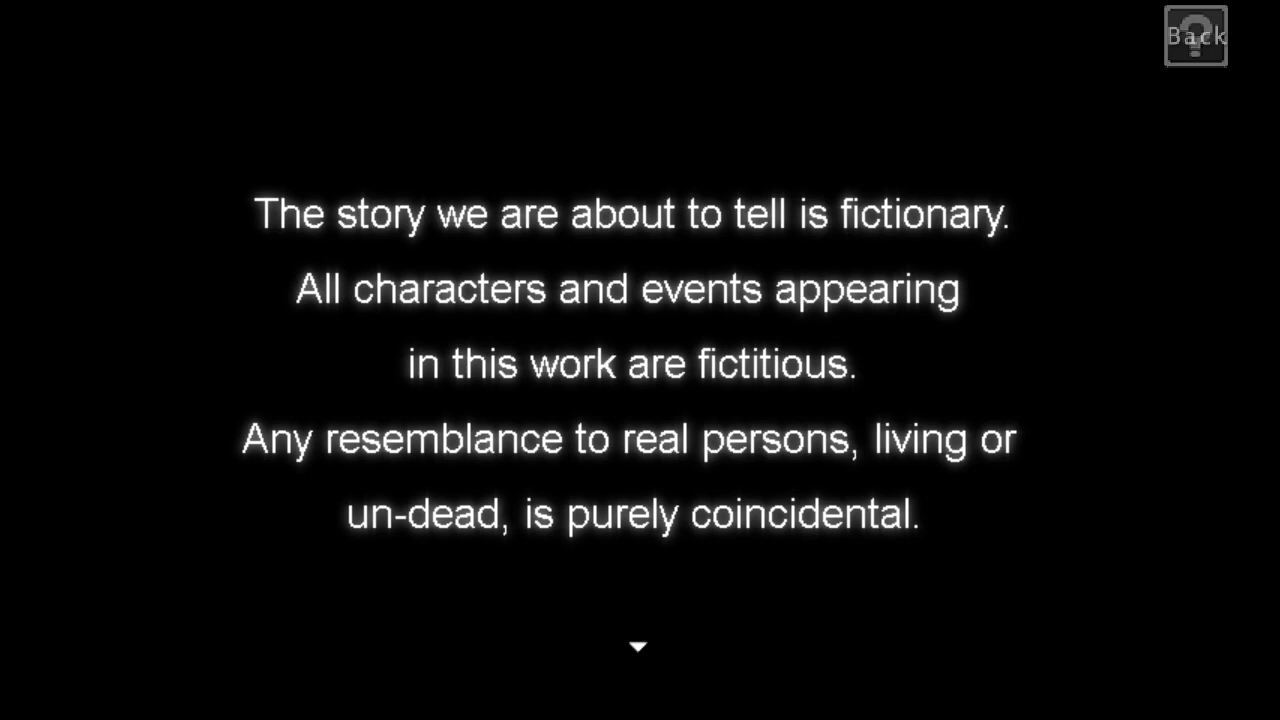 Back
The story we are about to tell is fictionary.
All characters and events appearing
in this work are fictitious.
Any resemblance to real persons, living or
un-dead, is purely coincidental.